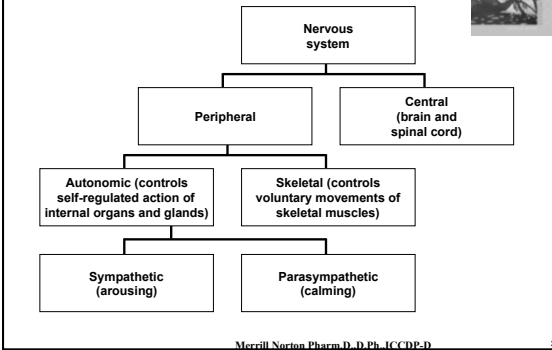 Nervous
system
Peripheral
Central
(brain and
spinal cord)
Autonomic (controls
self-regulated action of
internal organs and glands)
Skeletal (controls
voluntary movements of
skeletal muscles)
Sympathetic
(arousing)
Parasympathetic
(calming)
Merrill Norton Pharm.D.,D.Ph.,ICCDP-D